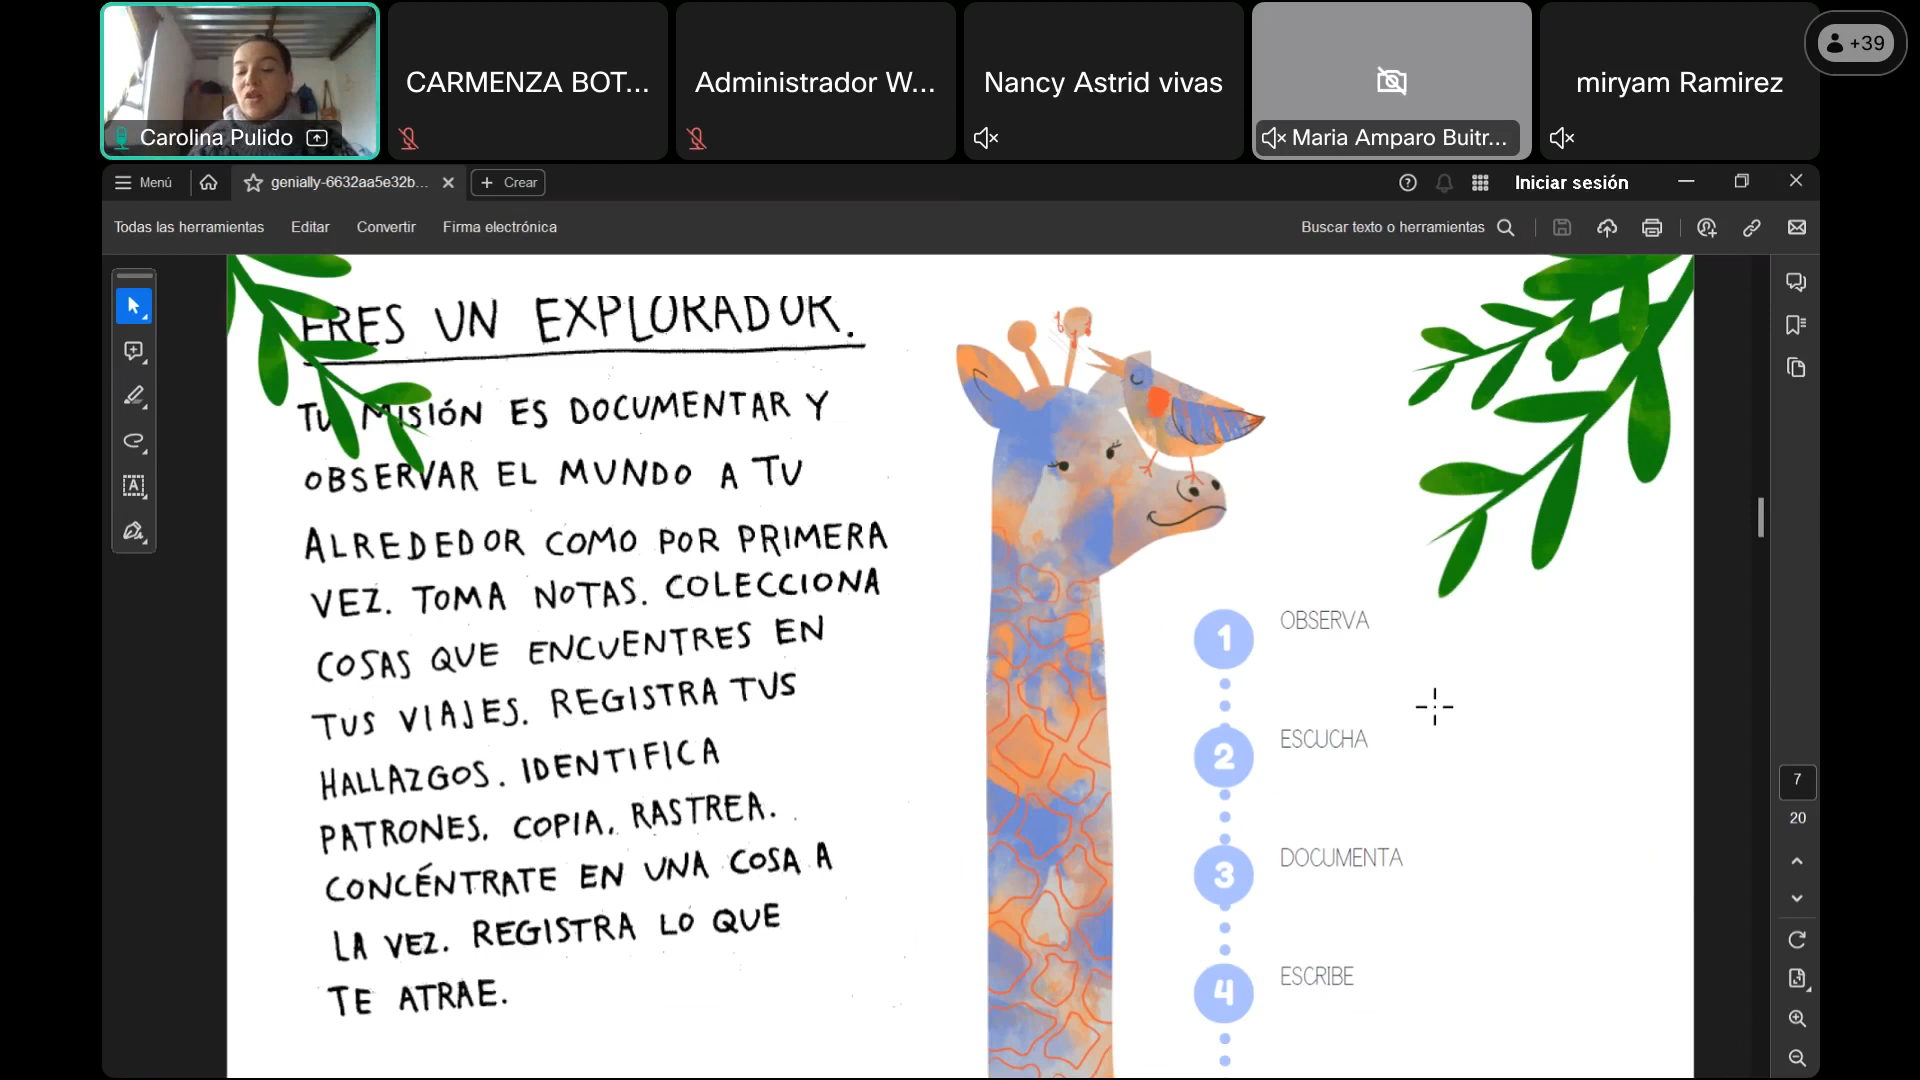 CARMENZA BOT...
Administrador W...
Nancy Astrid vivas
miryam Ramirez
+39
Carolina Pulido
Maria Amparo Buitr...
Menú
genially-6632aa5e32b...
Crear
Iniciar sesión
Todas las herramientas
Editar
Convertir
Firma electrónica
Buscar texto o herramientas
ERES UN EXPLORADOR.
TU MISIÓN ES DOCUMENTAR Y
OBSERVAR EL MUNDO A TU
ALREDEDOR COMO POR PRIMERA
VEZ. TOMA NOTAS. COLECCIONA
COSAS QUE ENCUENTRES EN
TUS VIAJES. REGISTRA TUS
HALLAZGOS. IDENTIFICA
PATRONES. COPIA. RASTREA.
CONCÉNTRATE EN UNA COSA A
LA VEZ. REGISTRA LO QUE
TE ATRAE.
1 OBSERVA
2 ESCUCHA
3 DOCUMENTA
4 ESCRIBE
7
20